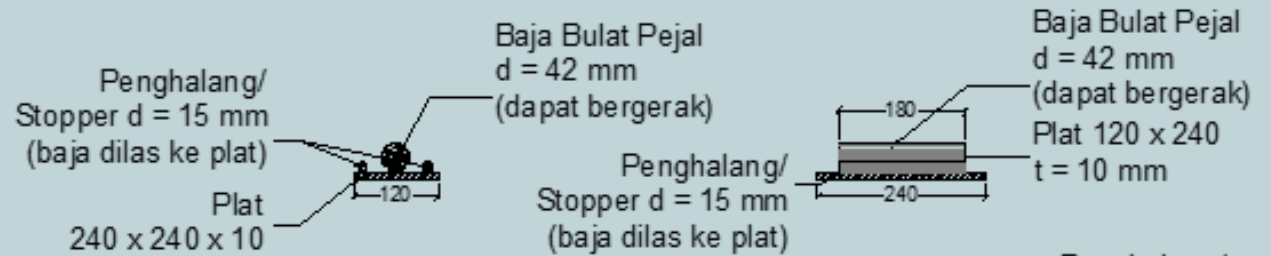 Penghalang/
Stopper d = 15 mm
(baja dilas ke plat)
Plat
240 x 240 x 10
120
Baja Bulat Pejal
d = 42 mm
(dapat bergerak)
Penghalang/
Stopper d = 15 mm
(baja dilas ke plat)
180
240
Baja Bulat Pejal
d = 42 mm
(dapat bergerak)
Plat 120 x 240
t = 10 mm